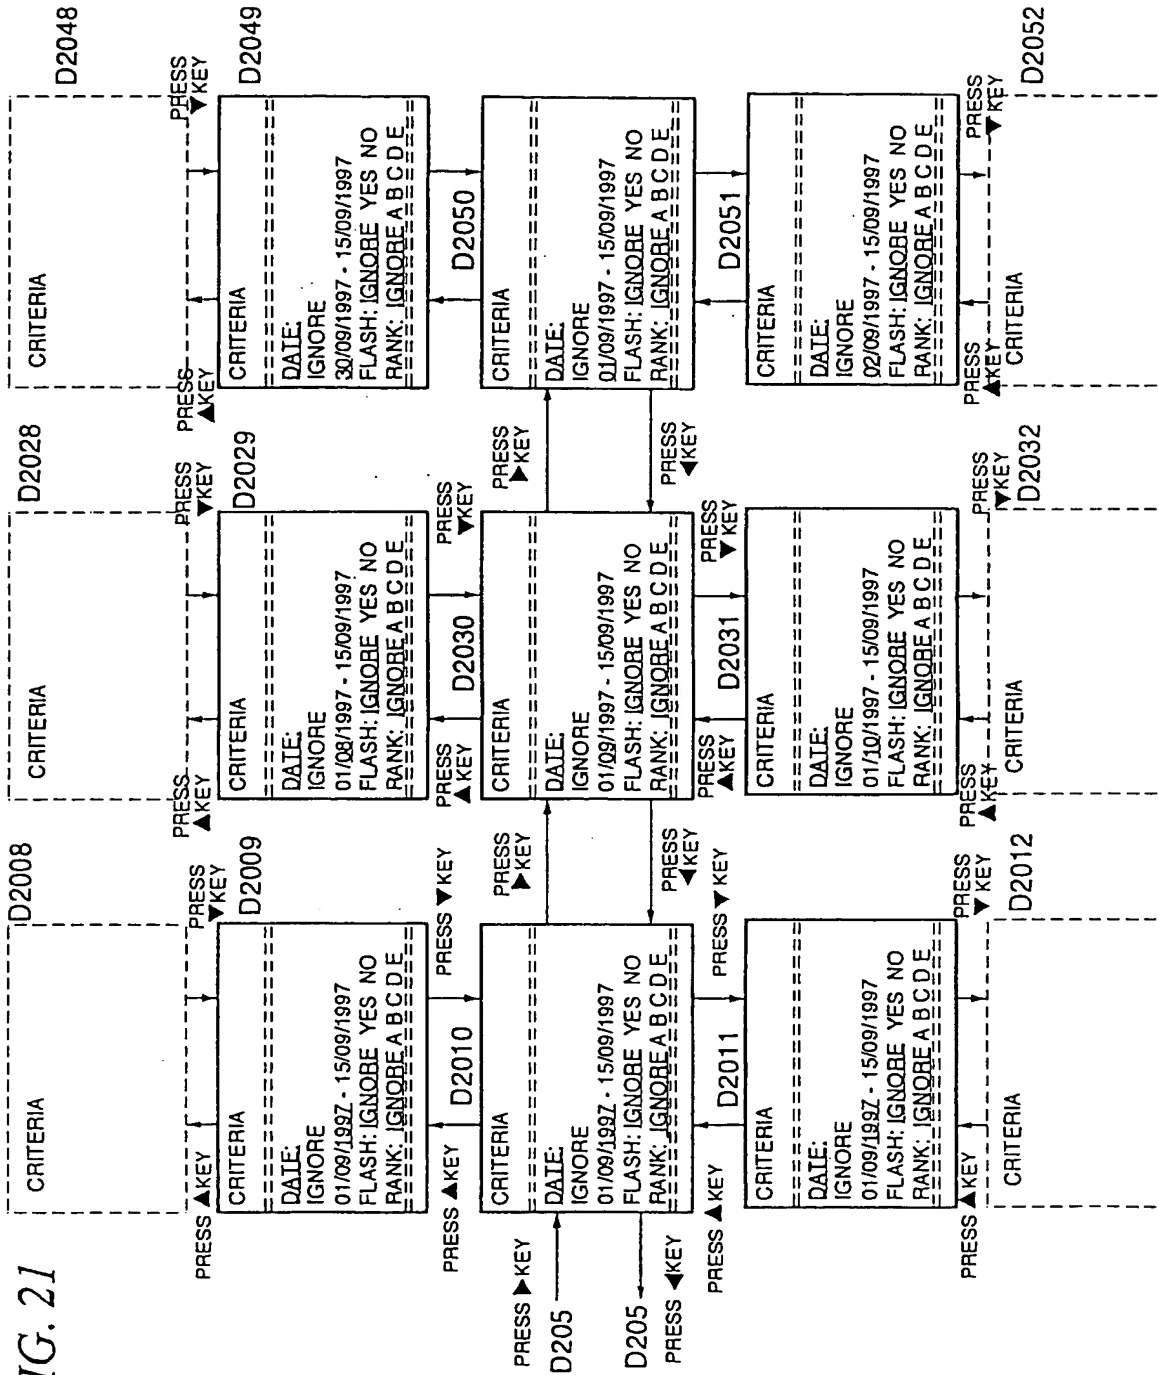 IG. 21
D2008
CRITERIA
PRESS ▲KEY
PRESS
▼KEY
D2009
CRITERIA
DATE:
IGNORE
01/09/1997 - 15/09/1997
FLASH: IGNORE YES NO
RANK: IGNORE A B C D E
PRESS ▲KEY
D2010
PRESS ▼KEY
PRESS ▶KEY
D205
D205
PRESS ◀KEY
CRITERIA
DATE:
IGNORE
01/09/1997 - 15/09/1997
FLASH: IGNORE YES NO
RANK: IGNORE A B C D E
PRESS ▲KEY
D2011
PRESS ▼KEY
CRITERIA
DATE:
IGNORE
01/09/1997 - 15/09/1997
FLASH: IGNORE YES NO
RANK: IGNORE A B C D E
PRESS ▲KEY
PRESS
▼KEY
D2012
CRITERIA
PRESS
▶KEY
PRESS
◀KEY
D2028
CRITERIA
PRESS
▲KEY
PRESS
▼KEY
D2029
CRITERIA
DATE:
IGNORE
01/08/1997 - 15/09/1997
FLASH: IGNORE YES NO
RANK: IGNORE A B C D E
PRESS
▲KEY
D2030
PRESS
▼KEY
CRITERIA
DATE:
IGNORE
01/09/1997 - 15/09/1997
FLASH: IGNORE YES NO
RANK: IGNORE A B C D E
PRESS
▲KEY
D2031
PRESS
▼KEY
CRITERIA
DATE:
IGNORE
01/10/1997 - 15/09/1997
FLASH: IGNORE YES NO
RANK: IGNORE A B C D E
PRESS
▲KEY
PRESS
▼KEY
D2032
CRITERIA
PRESS
▶KEY
PRESS
◀KEY
D2048
CRITERIA
PRESS
▲KEY
PRESS
▼KEY
D2049
CRITERIA
DATE:
IGNORE
30/09/1997 - 15/09/1997
FLASH: IGNORE YES NO
RANK: IGNORE A B C D E
D2050
CRITERIA
DATE:
IGNORE
01/09/1997 - 15/09/1997
FLASH: IGNORE YES NO
RANK: IGNORE A B C D E
D2051
CRITERIA
DATE:
IGNORE
02/09/1997 - 15/09/1997
FLASH: IGNORE YES NO
RANK: IGNORE A B C D E
PRESS
▲KEY
PRESS
▼KEY
D2052
CRITERIA